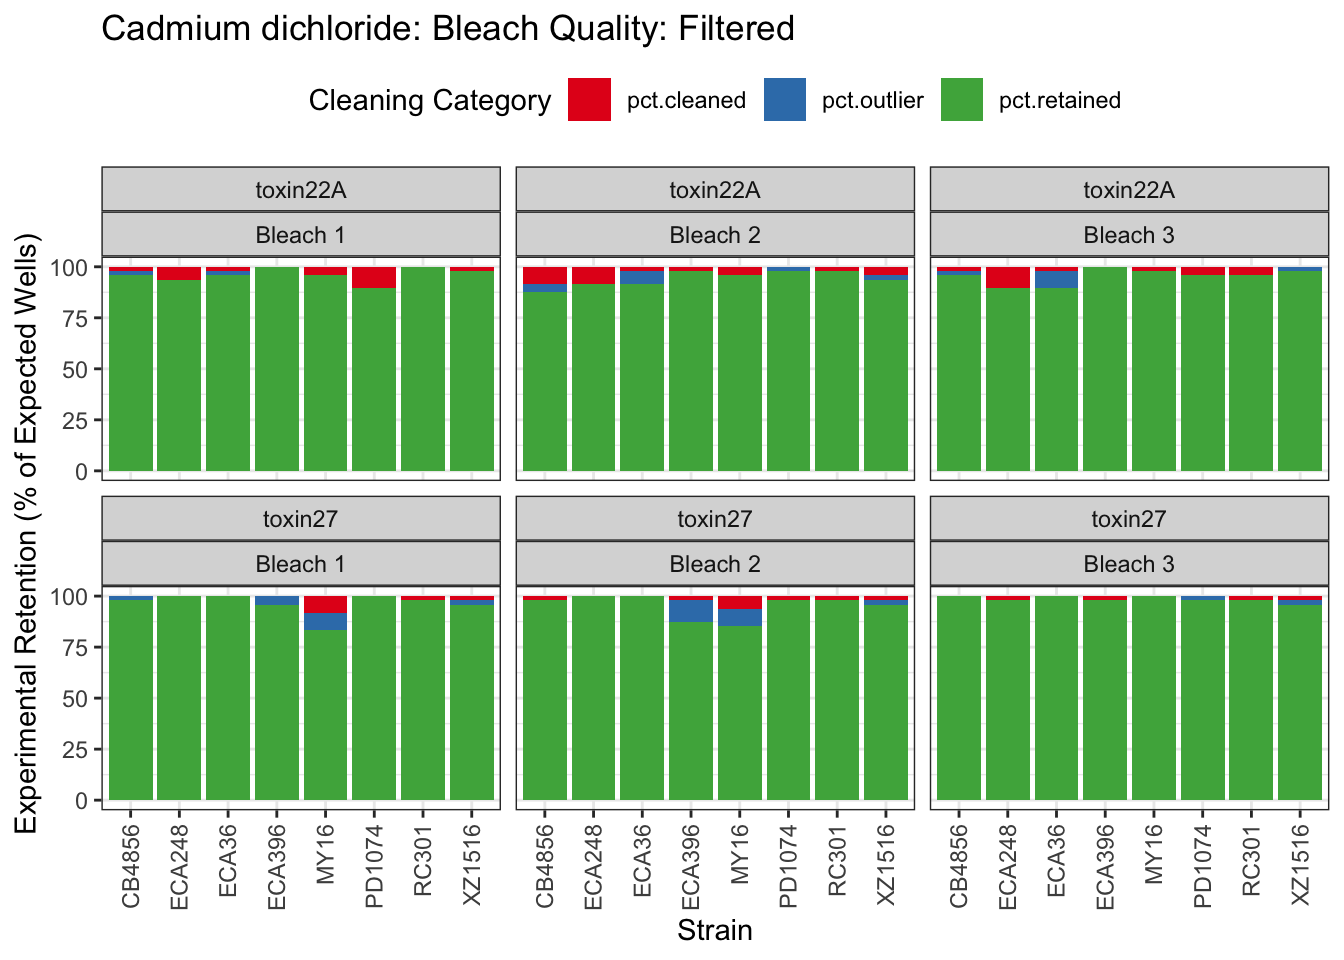 Cadmium dichloride: Bleach Quality: Filtered
Cleaning Category pct.cleaned pct.outlier pct.retained
toxin22A toxin22A toxin22A
Bleach 1 Bleach 2 Bleach 3
100
75
50
25
0
toxin27 toxin27 toxin27
Bleach 1 Bleach 2 Bleach 3
100
75
50
25
0
Experimental Retention (% of Expected Wells)
CB4856 ECA248 ECA36 ECA396 MY16 PD1074 RC301 XZ1516 CB4856 ECA248 ECA36 ECA396 MY16 PD1074 RC301 XZ1516 CB4856 ECA248 ECA36 ECA396 MY16 PD1074 RC301 XZ1516
Strain